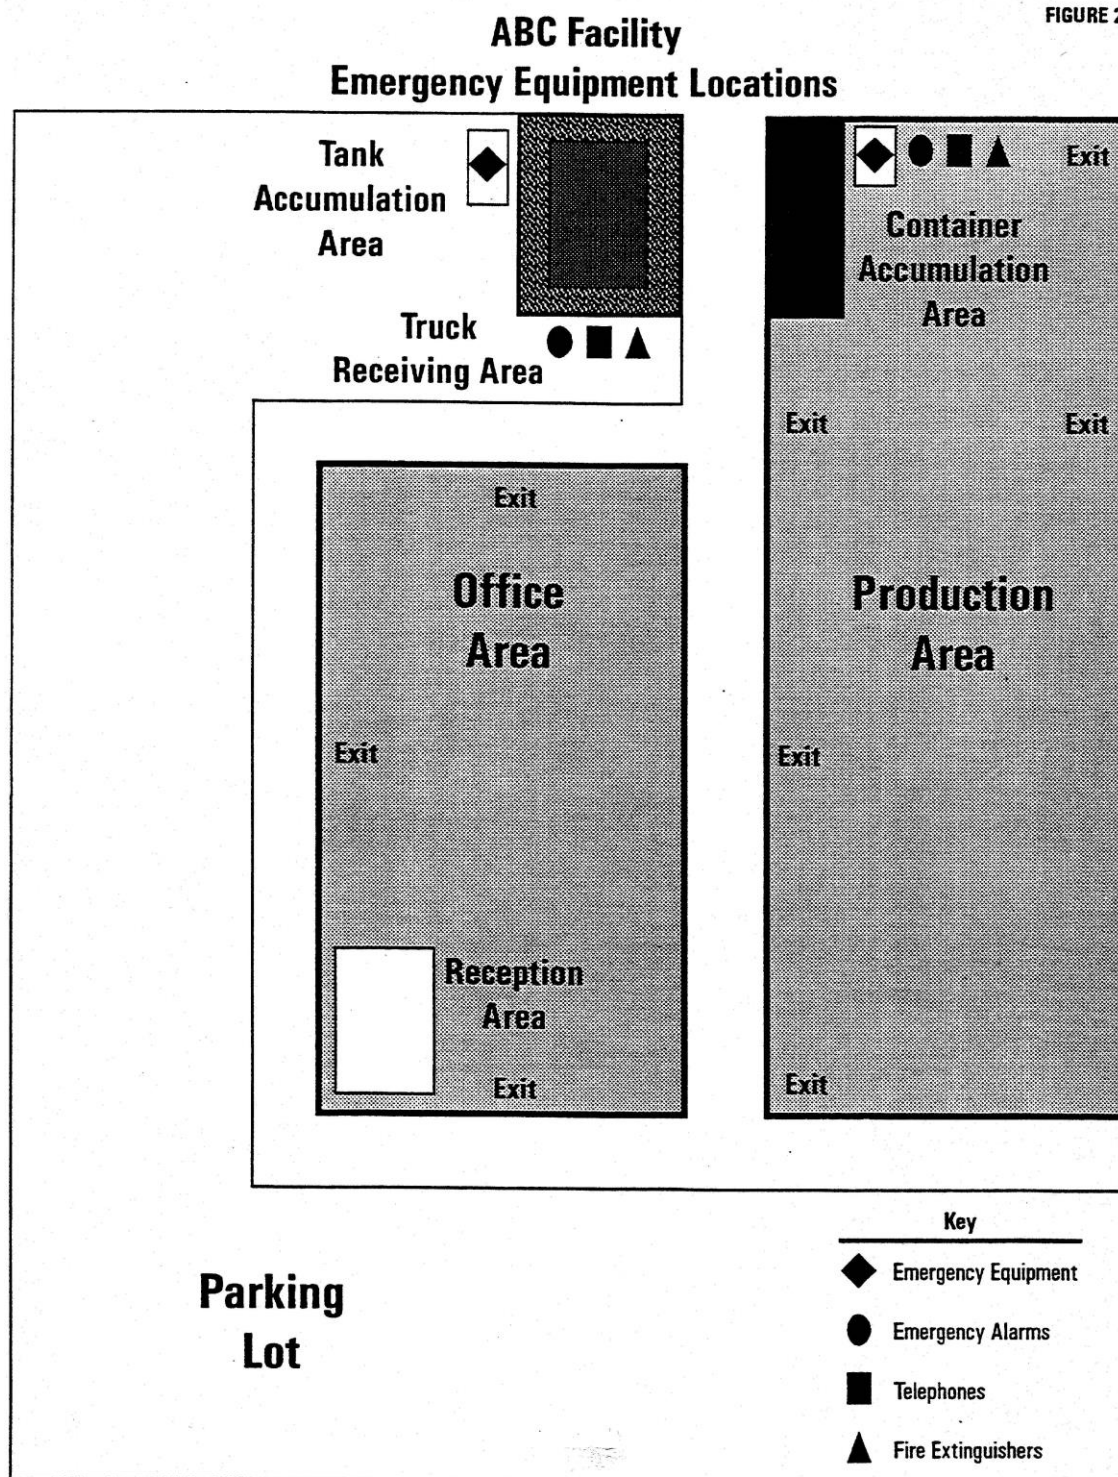 FIGURE 2
ABC Facility
Emergency Equipment Locations
Tank
Accumulation
Area
Truck
Receiving Area
Exit
Container
Accumulation
Area
Exit
Exit
Exit
Office
Area
Production
Area
Exit
Exit
Reception
Area
Exit
Exit
Parking
Lot
Key
Emergency Equipment
Emergency Alarms
Telephones
Fire Extinguishers